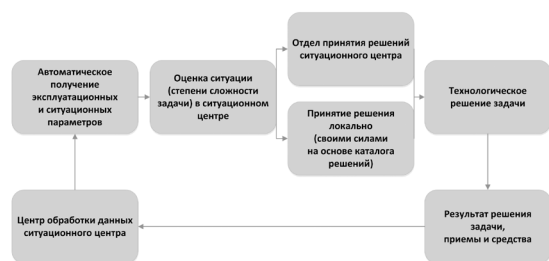 Автоматическое
получение
эксплуатационных
и ситуационных
параметров
Оценка ситуации
(степени сложности
задачи) в ситуационном
центре
Отдел принятия решений
ситуационного центра
Принятие решения
локально
(своими силами
на основе каталога
решений)
Технологическое
решение задачи
Результат решения
задачи,
приемы и средства
Центр обработки данных
ситуационного центра